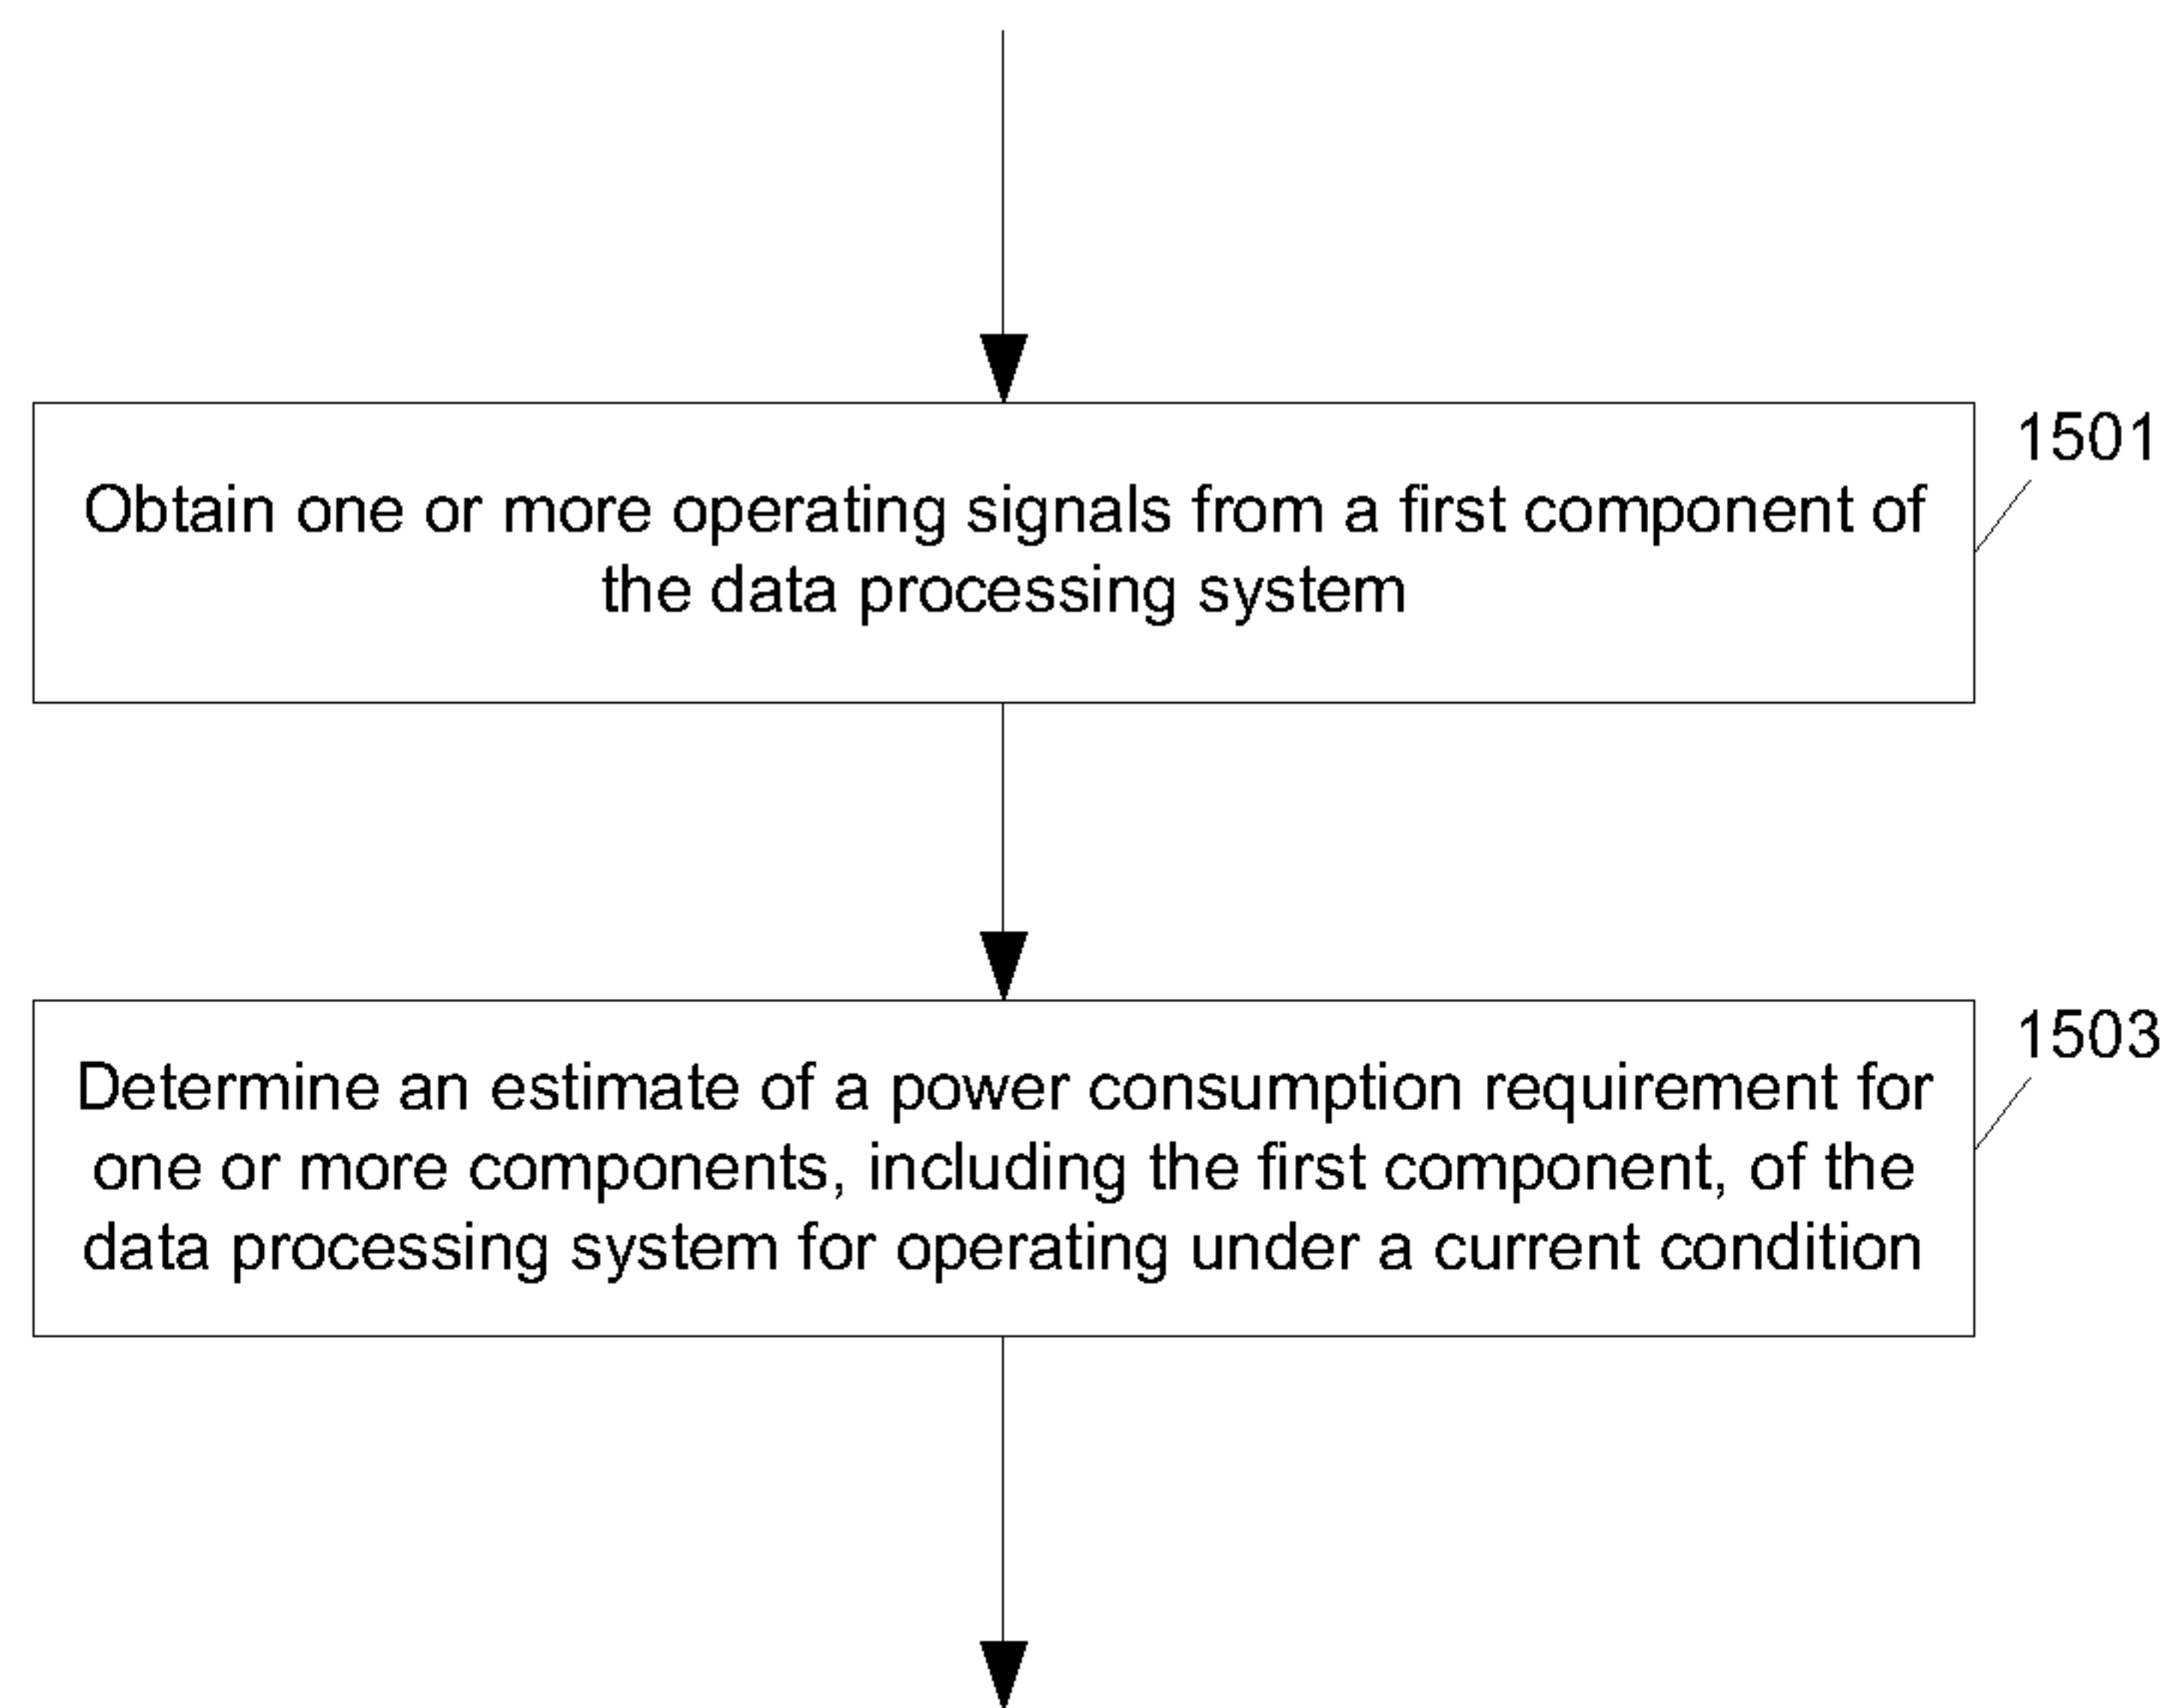 1501
Obtain one or more operating signals from a first component of
the data processing system
1503
Determine an estimate of a power consumption requirement for
one or more components, including the first component, of the
data processing system for operating under a current condition